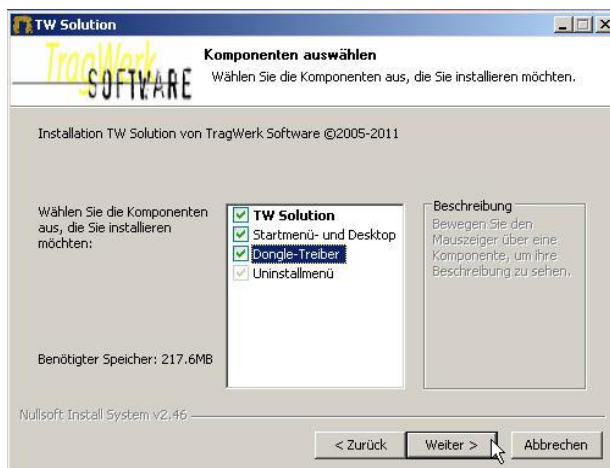 TW Solution
TragWerk
SOFTWARE
Komponenten auswählen
Wählen Sie die Komponenten aus, die Sie installieren möchten.
Installation TW Solution von TragWerk Software ©2005-2011
Wählen Sie die Komponenten
aus, die Sie installieren
möchten:
TW Solution
Startmenü- und Desktop
Dongle-Treiber
Uninstallmenü
Beschreibung
Bewegen Sie den
Mauszeiger über eine
Komponente, um ihre
Beschreibung zu sehen.
Benötigter Speicher: 217.6MB
Nullsoft Install System v2.46
< Zurück
Weiter >
Abbrechen